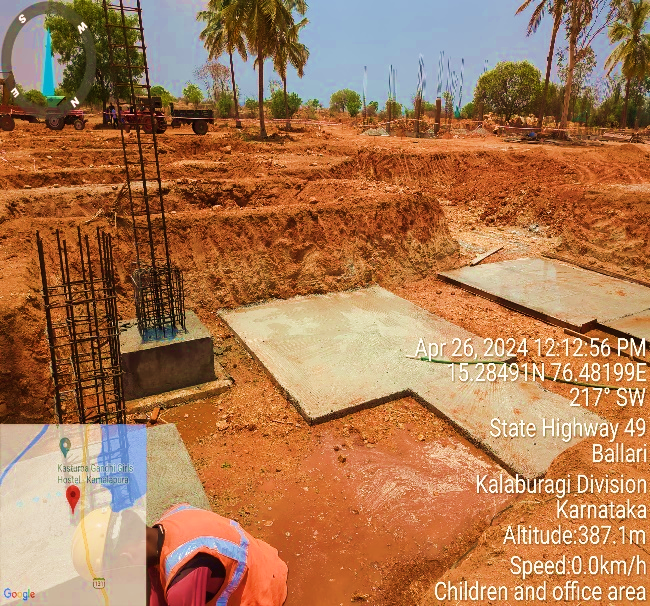 S
W
N
Apr 26, 2024 12:12:56 PM
15.28491N 76.48199E
217° SW
State Highway 49
Ballari
Kalaburagi Division
Karnataka
Altitude:387.1m
Speed:0.0km/h
Children and office area
Kasturba Gandhi Girls
Hostel - Kamalapura
131
Google